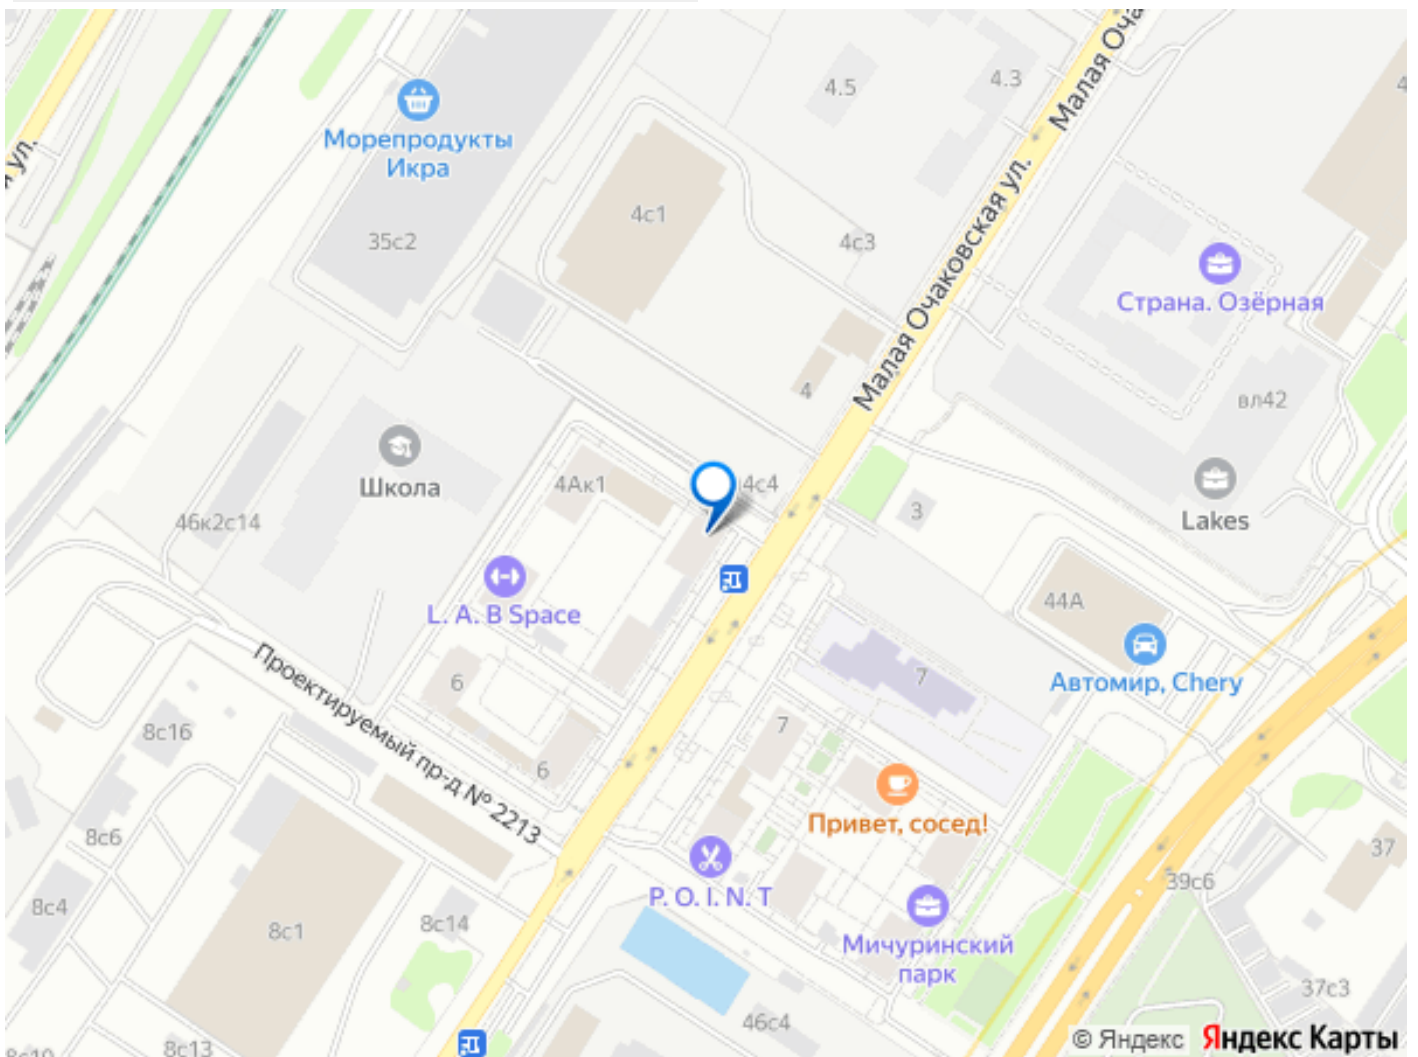 Малая Оча
4.5
4.3
Морепродукты
Икра
ул.
4с1
4с3
35с2
Малая Очаковская ул.
Страна. Озёрная
4
вл42
Школа
4Ак1
4с4
46к2с14
3
Lakes
44А
L. A. B Space
Проектируемый пр-д № 2213
6
7
Автомир, Chery
8с16
7
6
Привет, сосед!
8с6
37
P. O. I. N. T
39с6
8с4
8с1
8с14
Мичуринский
парк
37с3
46с4
8с13
© Яндекс Яндекс Карты